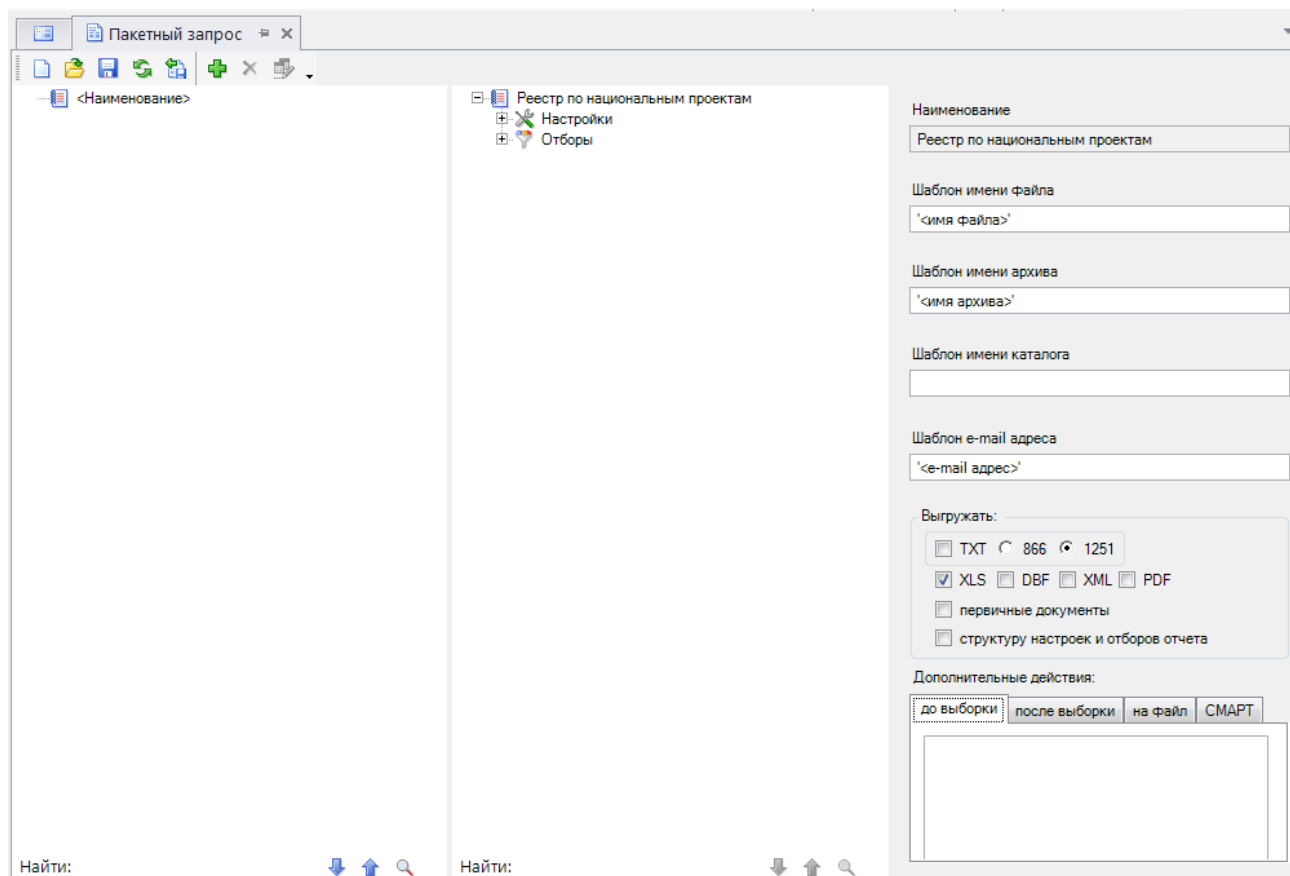 Пакетный запрос
<Наименование>
Реестр по национальным проектам
Настройки
Отборы
Наименование
Реестр по национальным проектам
Шаблон имени файла
'<имя файла>'
Шаблон имени архива
'<имя архива>'
Шаблон имени каталога
Шаблон e-mail адреса
'<e-mail адрес>'
Выгружать:
TXT 866 1251
XLS DBF XML PDF
первичные документы
структуру настроек и отборов отчета
Дополнительные действия:
до выборки после выборки на файл СМАРТ
Найти: Найти: